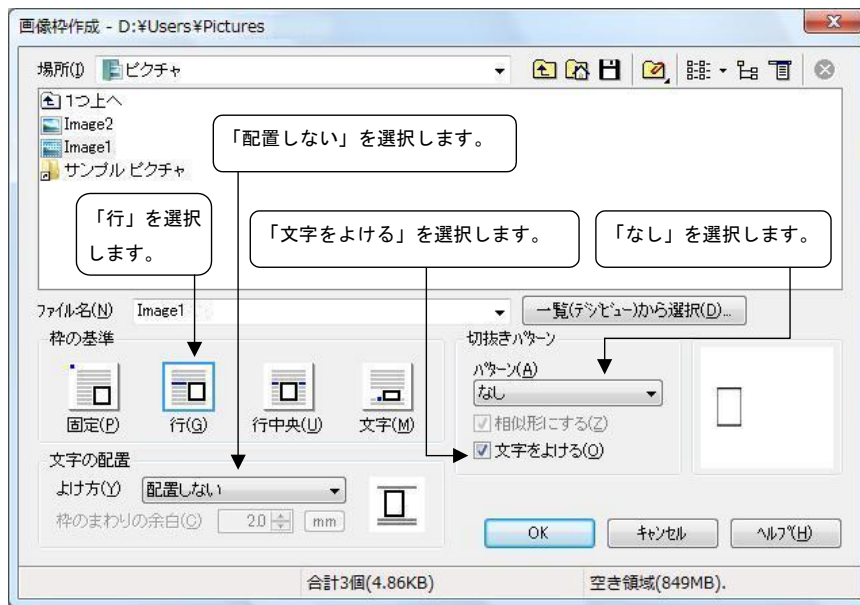 画像枠作成 - D:¥Users¥Pictures
場所(I) ピクチャ
1つ上へ
Image2
Image1
サンプル ピクチャ
「配置しない」を選択します。
「行」を選択
します。
「文字をよける」を選択します。
「なし」を選択します。
ファイル名(N) Image1
一覧(デジビュー)から選択(D)...
枠の基準
固定(P) 行(G) 行中央(U) 文字(M)
切抜きパターン
パターン(A)
なし
相似形にする(Z)
文字をよける(O)
文字の配置
よけ方(Y) 配置しない
枠のまわりの余白(C) 2.0 mm
OK キャンセル ヘルプ(H)
合計3個(4.86KB) 空き領域(849MB).